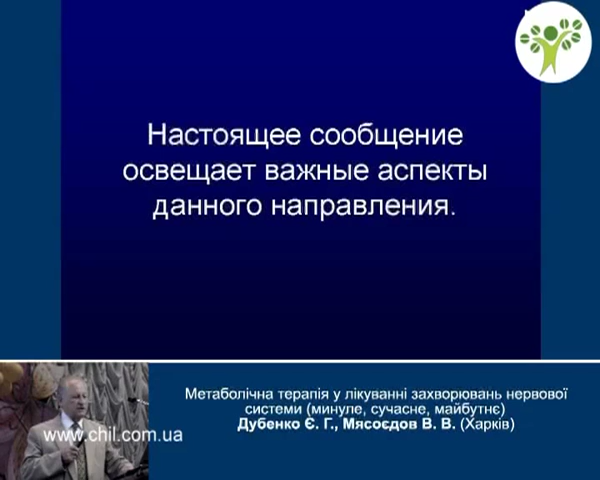 Настоящее сообщение
освещает важные аспекты
данного направления.
Метаболічна терапія у лікуванні захворювань нервової
системи (минуле, сучасне, майбутнє)
Дубенко Є. Г., Мясоєдов В. В. (Харків)
www.chil.com.ua